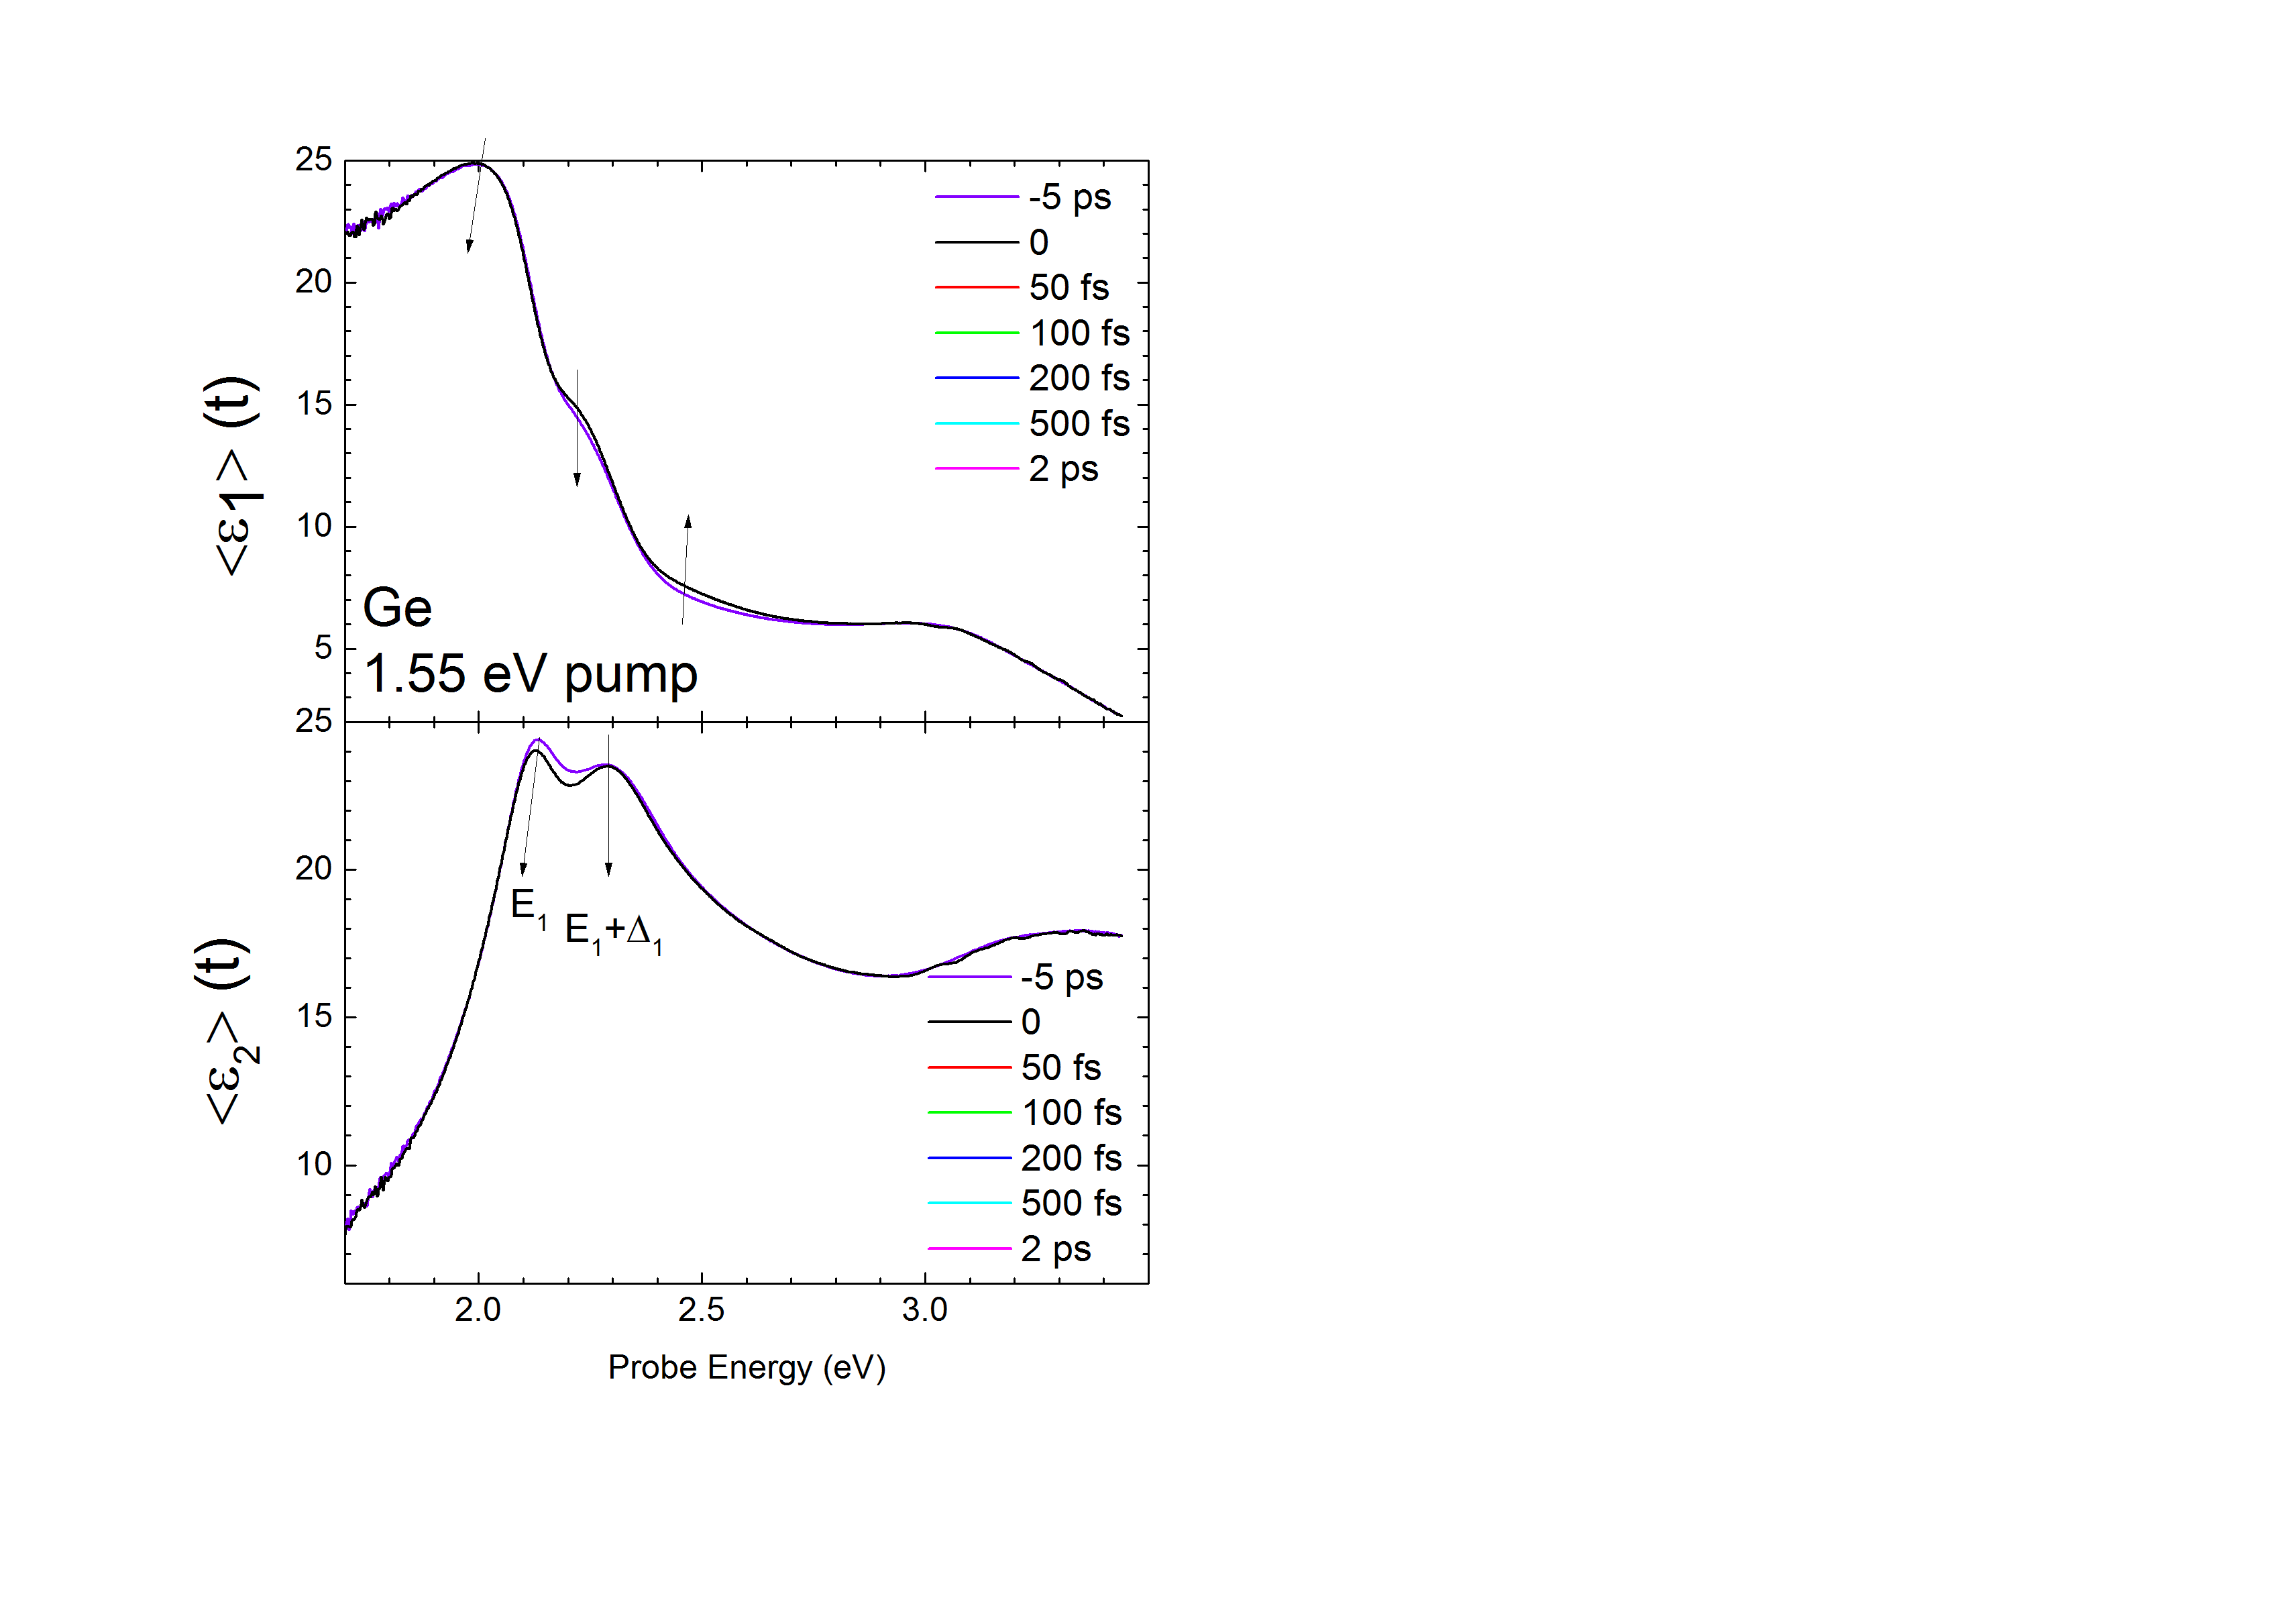 25
20
15
10
5
<ε1> (t)
-5 ps
0
50 fs
100 fs
200 fs
500 fs
2 ps
Ge
1.55 eV pump
25
20
15
10
<ε₂> (t)
E₁
E₁+Δ₁
-5 ps
0
50 fs
100 fs
200 fs
500 fs
2 ps
2.0 2.5 3.0
Probe Energy (eV)